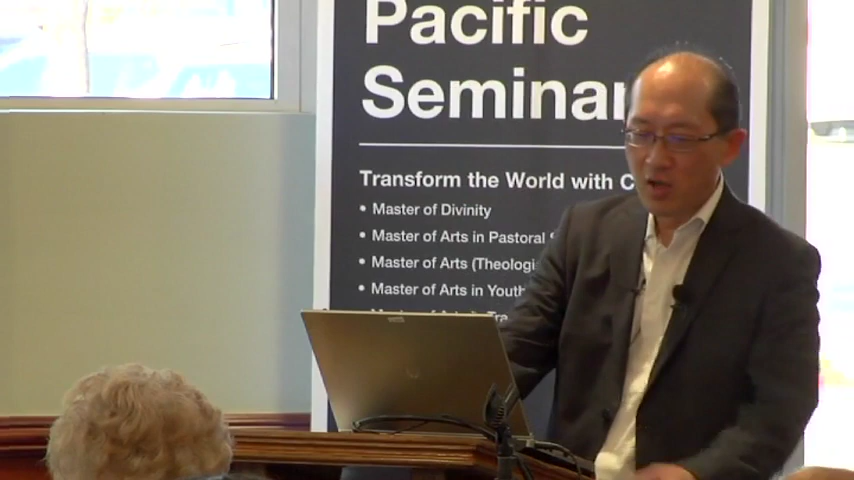 Pacific
Seminar
Transform the World with C
• Master of Divinity
• Master of Arts in Pastoral
• Master of Arts (Theologi
• Master of Arts in Youth